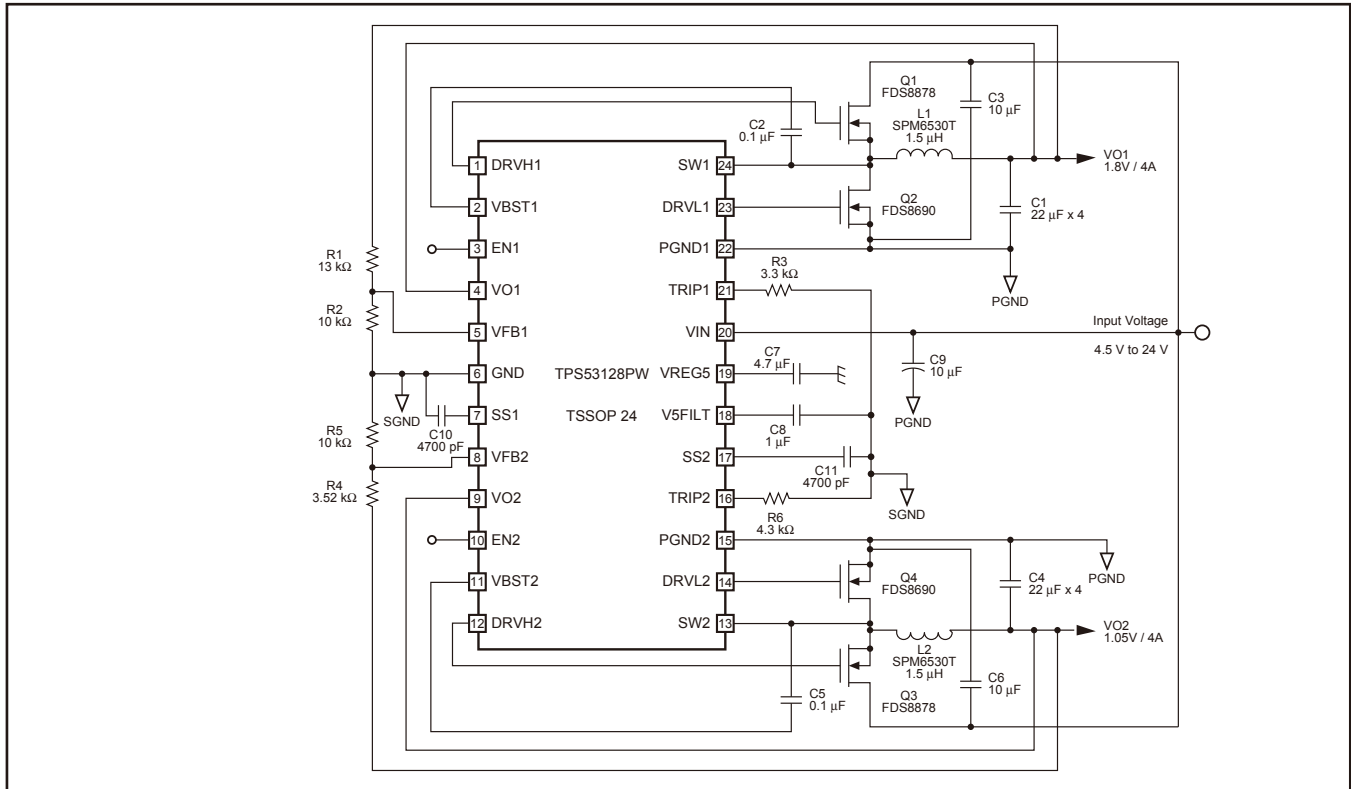 Q1
FDS8878
C3
10 µF
L1
SPM6530T
1.5 µH
C2
0.1 µF
VO1
1.8V / 4A
1 DRVH1
SW1 24
Q2
FDS8690
C1
22 µF x 4
2 VBST1
DRVL1 23
R1
13 kΩ
3 EN1
PGND1 22
PGND
R3
3.3 kΩ
4 VO1
TRIP1 21
R2
10 kΩ
5 VFB1
VIN 20
Input Voltage
4.5 V to 24 V
C7
4.7 µF
C9
10 µF
6 GND
TPS53128PW
VREG5 19
SGND
PGND
7 SS1
TSSOP 24
V5FILT 18
C8
1 µF
R5
10 kΩ
C10
4700 pF
8 VFB2
SS2 17
C11
4700 pF
R4
3.52 kΩ
9 VO2
TRIP2 16
SGND
R6
4.3 kΩ
10 EN2
PGND2 15
PGND
11 VBST2
DRVL2 14
Q4
FDS8690
C4
22 µF x 4
12 DRVH2
SW2 13
VO2
1.05V / 4A
L2
SPM6530T
1.5 µH
C6
10 µF
C5
0.1 µF
Q3
FDS8878